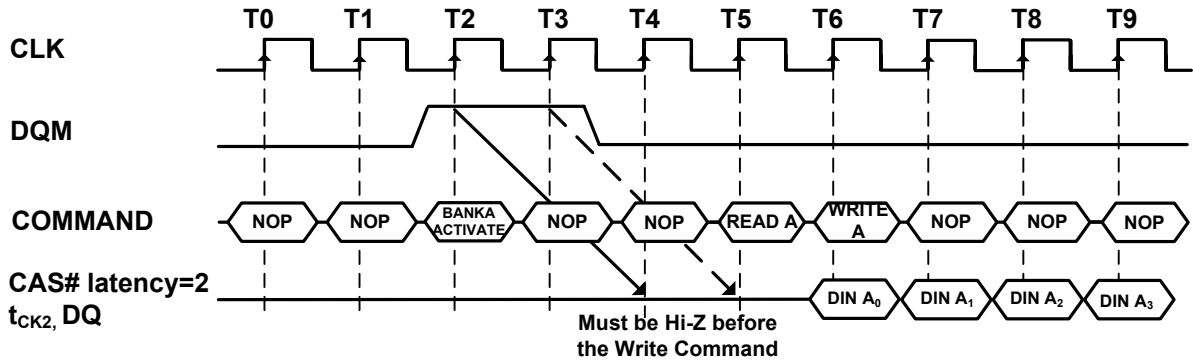 T0 T1 T2 T3 T4 T5 T6 T7 T8 T9
CLK
DQM
COMMAND NOP NOP BANKA ACTIVATE NOP NOP READ A WRITE A NOP NOP NOP
CAS# latency=2
tCK2, DQ DIN A0 DIN A1 DIN A2 DIN A3
Must be Hi-Z before
the Write Command